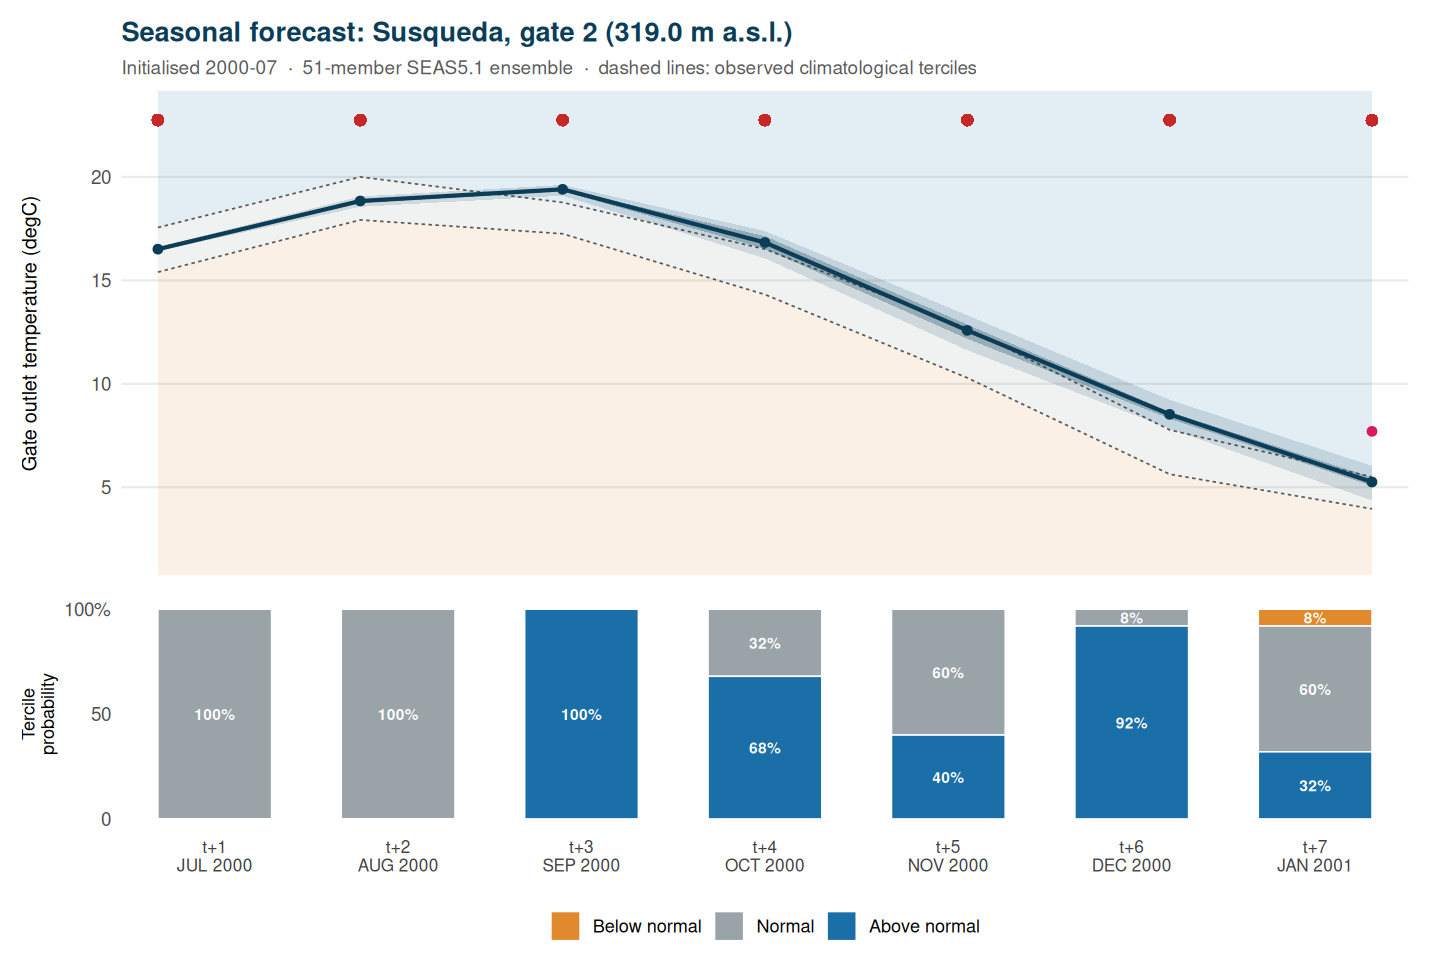 Seasonal forecast: Susqueda, gate 2 (319.0 m a.s.l.)
Initialised 2000-07 · 51-member SEAS5.1 ensemble · dashed lines: observed climatological terciles
Gate outlet temperature (degC)
20
15
10
5
Tercile
probability
100%
50
0
100%
100%
100%
32%
68%
60%
40%
8%
92%
8%
60%
32%
t+1
JUL 2000
t+2
AUG 2000
t+3
SEP 2000
t+4
OCT 2000
t+5
NOV 2000
t+6
DEC 2000
t+7
JAN 2001
Below normal
Normal
Above normal